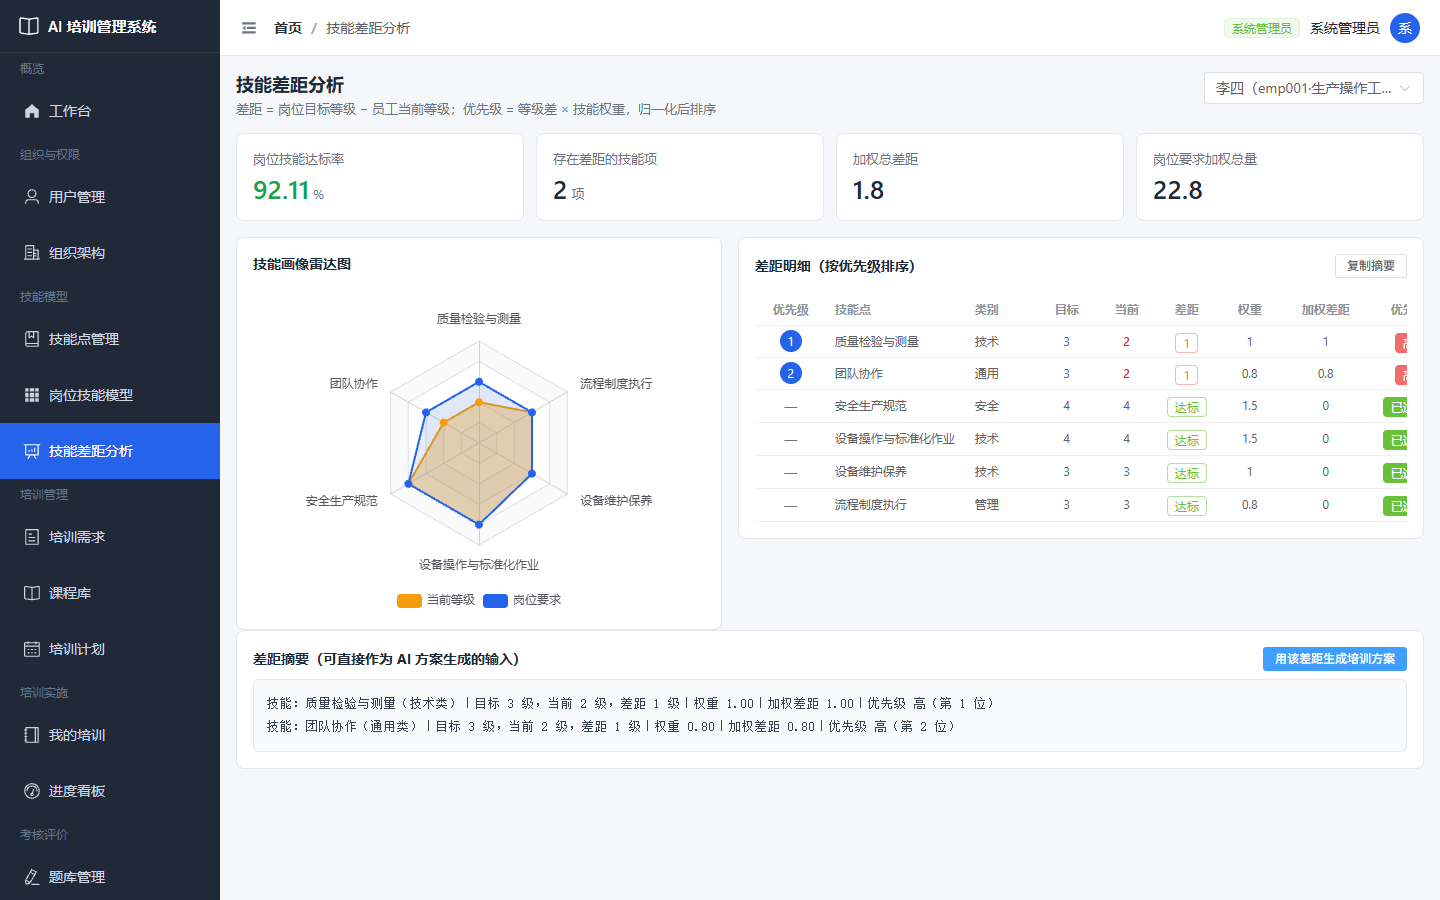 AI 培训管理系统
概览
工作台
组织与权限
用户管理
组织架构
技能模型
技能点管理
岗位技能模型
技能差距分析
培训管理
培训需求
课程库
培训计划
培训实施
我的培训
进度看板
考核评价
题库管理
首页 / 技能差距分析
系统管理员 系统管理员 系
技能差距分析
差距 = 岗位目标等级 − 员工当前等级；优先级 = 等级差 × 技能权重，归一化后排序
李四（emp001·生产操作工...
岗位技能达标率
92.11 %
存在差距的技能项
2 项
加权总差距
1.8
岗位要求加权总量
22.8
技能画像雷达图
质量检验与测量
团队协作
流程制度执行
安全生产规范
设备维护保养
设备操作与标准化作业
当前等级 岗位要求
差距明细（按优先级排序）
复制摘要
优先级 技能点 类别 目标 当前 差距 权重 加权差距
1 质量检验与测量 技术 3 2 1 1 1
2 团队协作 通用 3 2 1 0.8 0.8
— 安全生产规范 安全 4 4 达标 1.5 0
— 设备操作与标准化作业 技术 4 4 达标 1.5 0
— 设备维护保养 技术 3 3 达标 1 0
— 流程制度执行 管理 3 3 达标 0.8 0
差距摘要（可直接作为 AI 方案生成的输入）
用该差距生成培训方案
技能：质量检验与测量（技术类）｜目标 3 级，当前 2 级，差距 1 级｜权重 1.00｜加权差距 1.00｜优先级 高（第 1 位）
技能：团队协作（通用类）｜目标 3 级，当前 2 级，差距 1 级｜权重 0.80｜加权差距 0.80｜优先级 高（第 2 位）